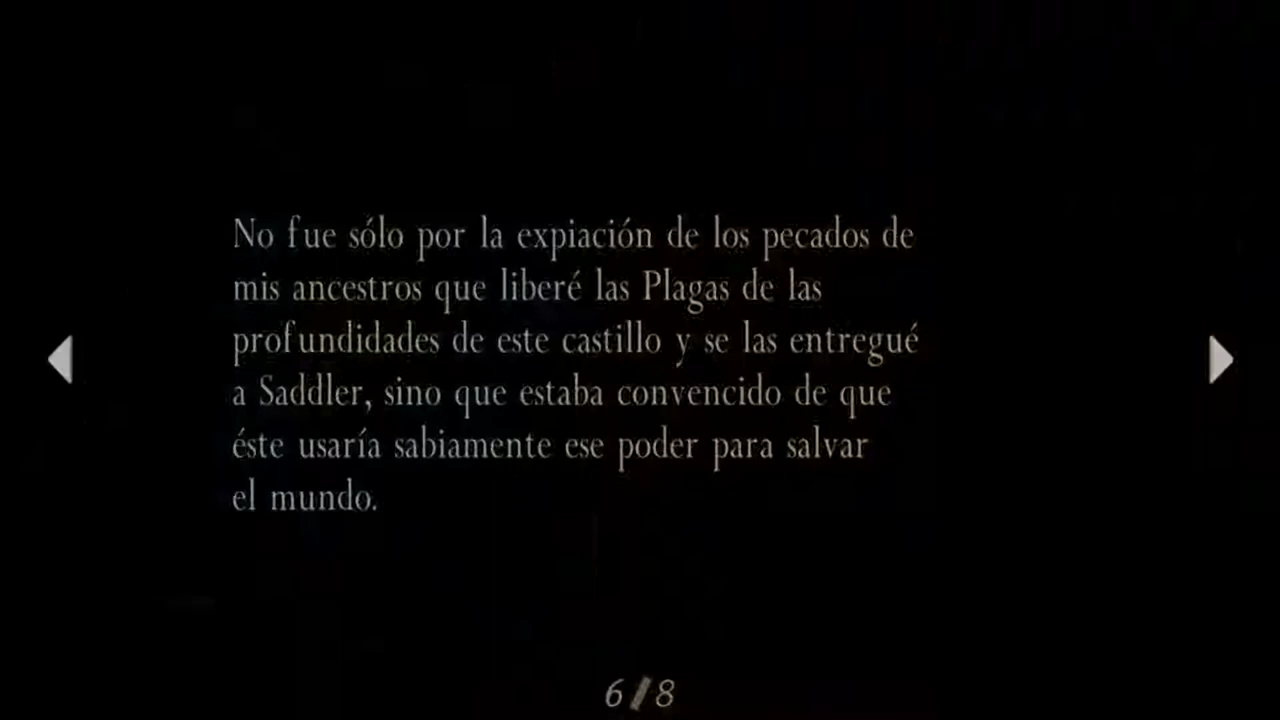 No fue sólo por la expiación de los pecados de
mis ancestros que liberé las Plagas de las
profundidades de este castillo y se las entregué
a Saddler, sino que estaba convencido de que
éste usaría sabiamente ese poder para salvar
el mundo.
6/8